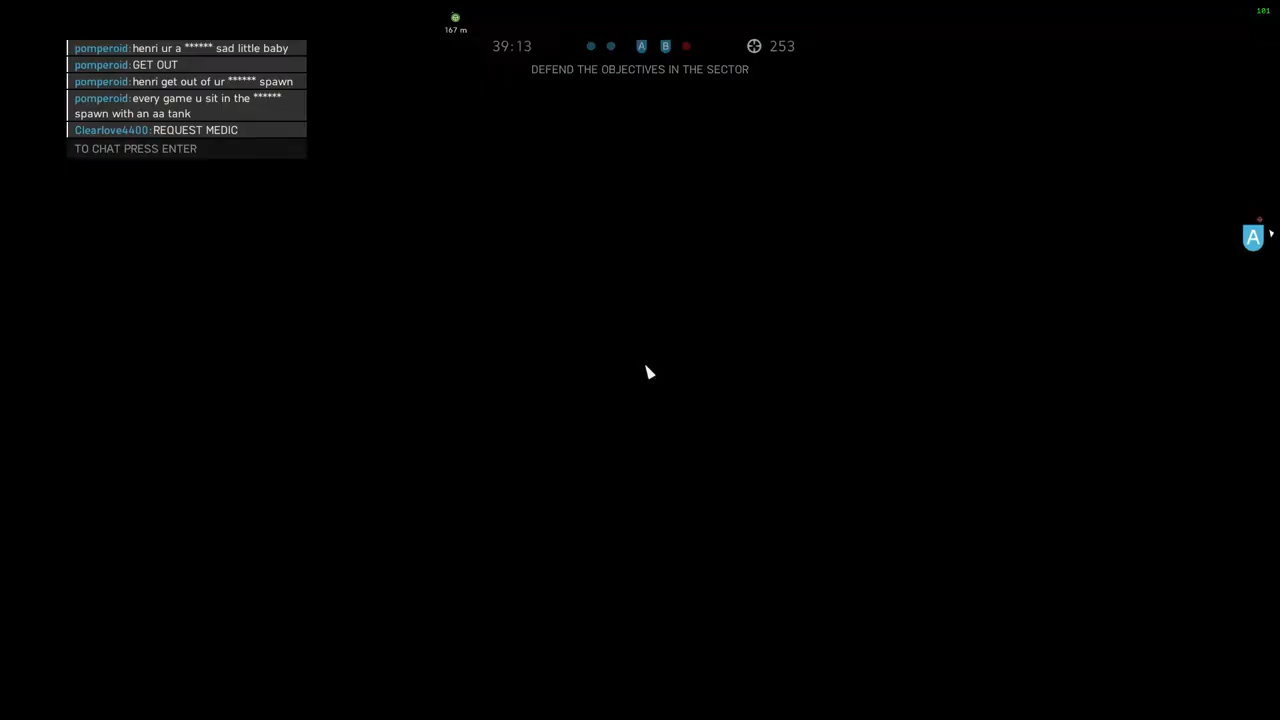 101
167 m
39:13
A
B
253
DEFEND THE OBJECTIVES IN THE SECTOR
pomperoid:henri ur a ****** sad little baby
pomperoid:GET OUT
pomperoid:henri get out of ur ****** spawn
pomperoid:every game u sit in the ******
spawn with an aa tank
Clearlove4400:REQUEST MEDIC
TO CHAT PRESS ENTER
A